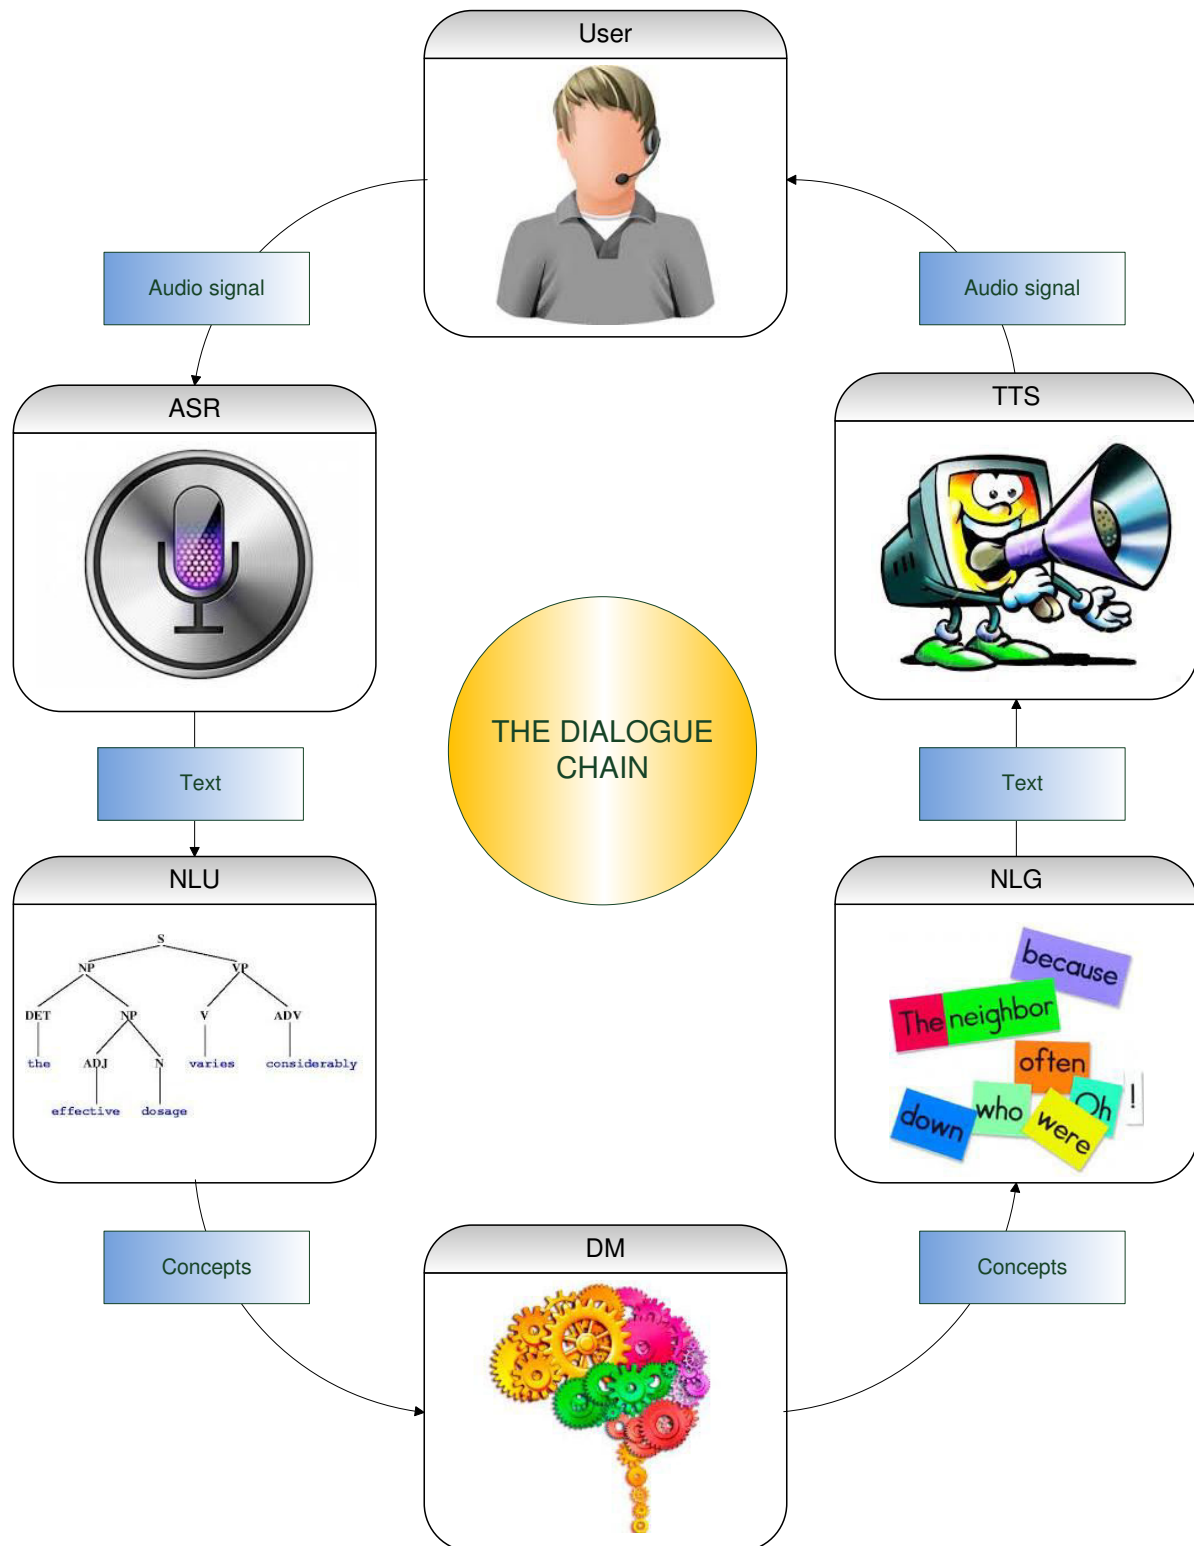 User
Audio signal
Audio signal
ASR
TTS
THE DIALOGUE
CHAIN
Text
Text
NLU
S
NP VP
DET NP V ADV
the ADJ N varies considerably
effective dosage
NLG
because
The neighbor
often
down who were Oh !
Concepts
Concepts
DM